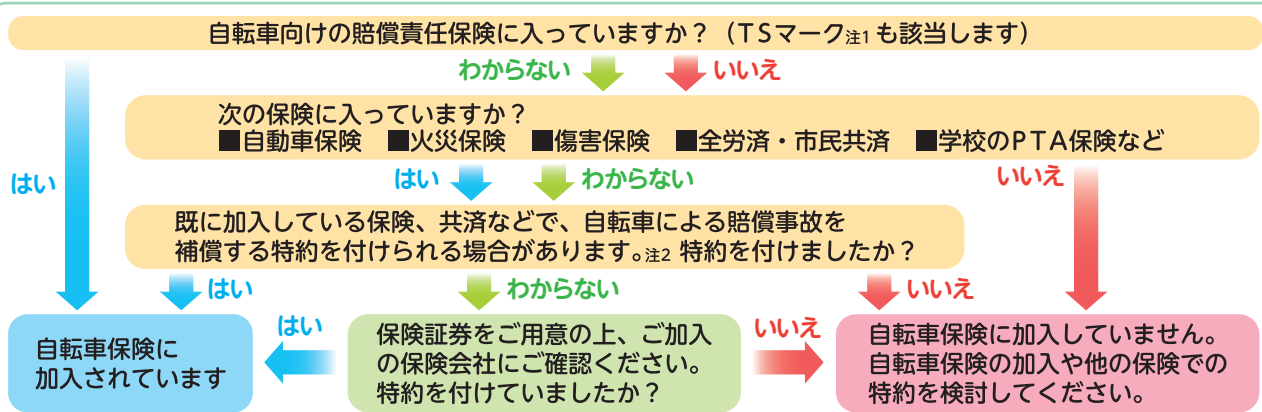 自転車向けの賠償責任保険に入っていますか？（TSマーク注1も該当します）
わからない
いいえ
次の保険に入っていますか？
■自動車保険 ■火災保険 ■傷害保険 ■全労済・市民共済 ■学校のPTA保険など
はい
はい
わからない
いいえ
既に加入している保険、共済などで、自転車による賠償事故を
補償する特約を付けられる場合があります。注2 特約を付けましたか？
はい
わからない
いいえ
自転車保険に
加入されています
はい
保険証券をご用意の上、ご加入
の保険会社にご確認ください。
特約を付けていましたか？
いいえ
自転車保険に加入していません。
自転車保険の加入や他の保険での
特約を検討してください。